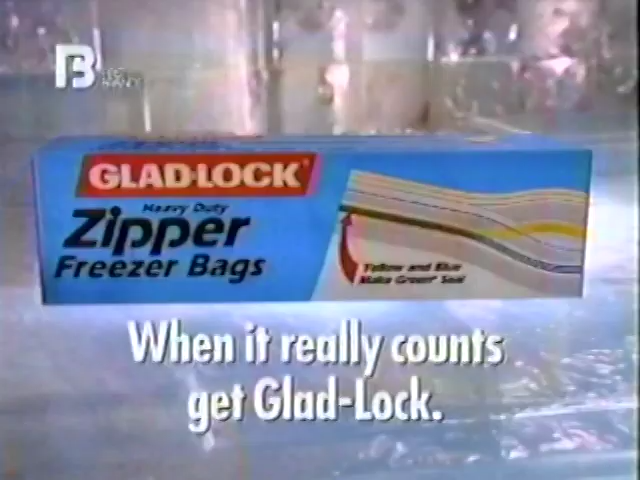 B
GLAD-LOCK®
Heavy Duty
Zipper
Freezer Bags
Yellow and Blue
Make Green® Seal
When it really counts
get Glad-Lock.